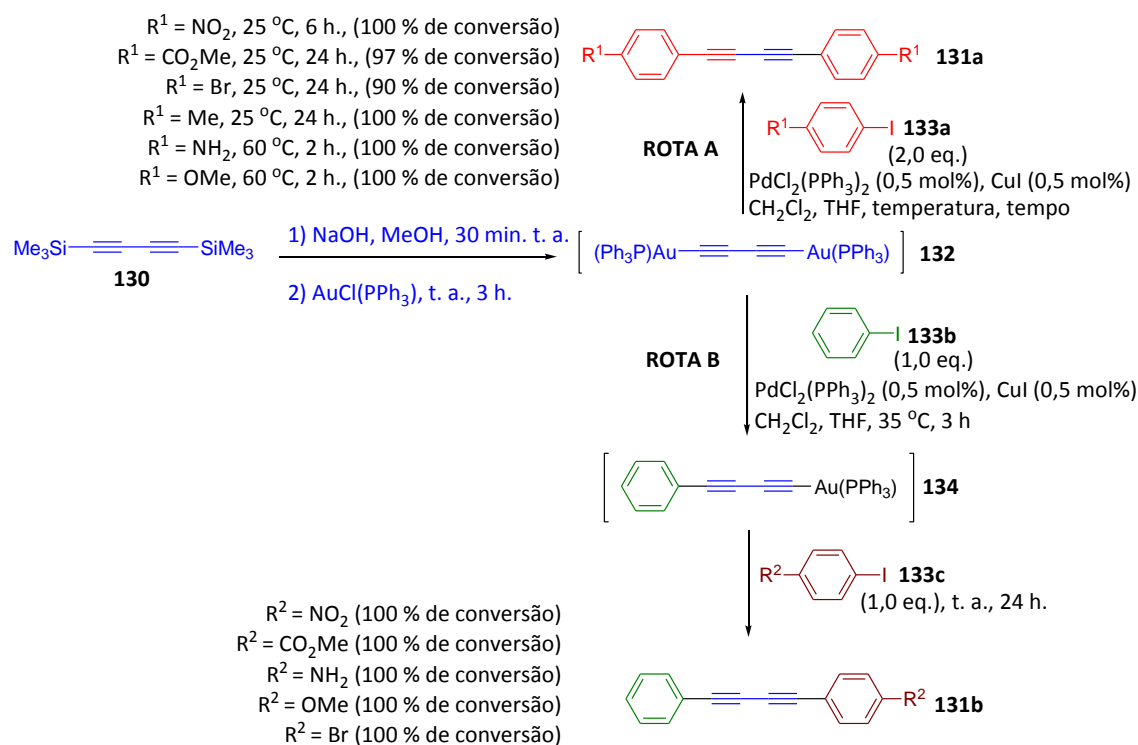 R¹ = NO₂, 25 °C, 6 h., (100 % de conversão)
R¹ = CO₂Me, 25 °C, 24 h., (97 % de conversão)
R¹ = Br, 25 °C, 24 h., (90 % de conversão)
R¹ = Me, 25 °C, 24 h., (100 % de conversão)
R¹ = NH₂, 60 °C, 2 h., (100 % de conversão)
R¹ = OMe, 60 °C, 2 h., (100 % de conversão)
R¹ R¹ 131a
ROTA A
R¹ I 133a
(2,0 eq.)
PdCl₂(PPh₃)₂ (0,5 mol%), CuI (0,5 mol%)
CH₂Cl₂, THF, temperatura, tempo
Me₃Si SiMe₃
130
1) NaOH, MeOH, 30 min. t. a.
2) AuCl(PPh₃), t. a., 3 h.
[ (Ph₃P)Au Au(PPh₃) ] 132
ROTA B
I 133b
(1,0 eq.)
PdCl₂(PPh₃)₂ (0,5 mol%), CuI (0,5 mol%)
CH₂Cl₂, THF, 35 °C, 3 h
[ Au(PPh₃) ] 134
R² I 133c
(1,0 eq.), t. a., 24 h.
R² = NO₂ (100 % de conversão)
R² = CO₂Me (100 % de conversão)
R² = NH₂ (100 % de conversão)
R² = OMe (100 % de conversão)
R² = Br (100 % de conversão)
R² 131b